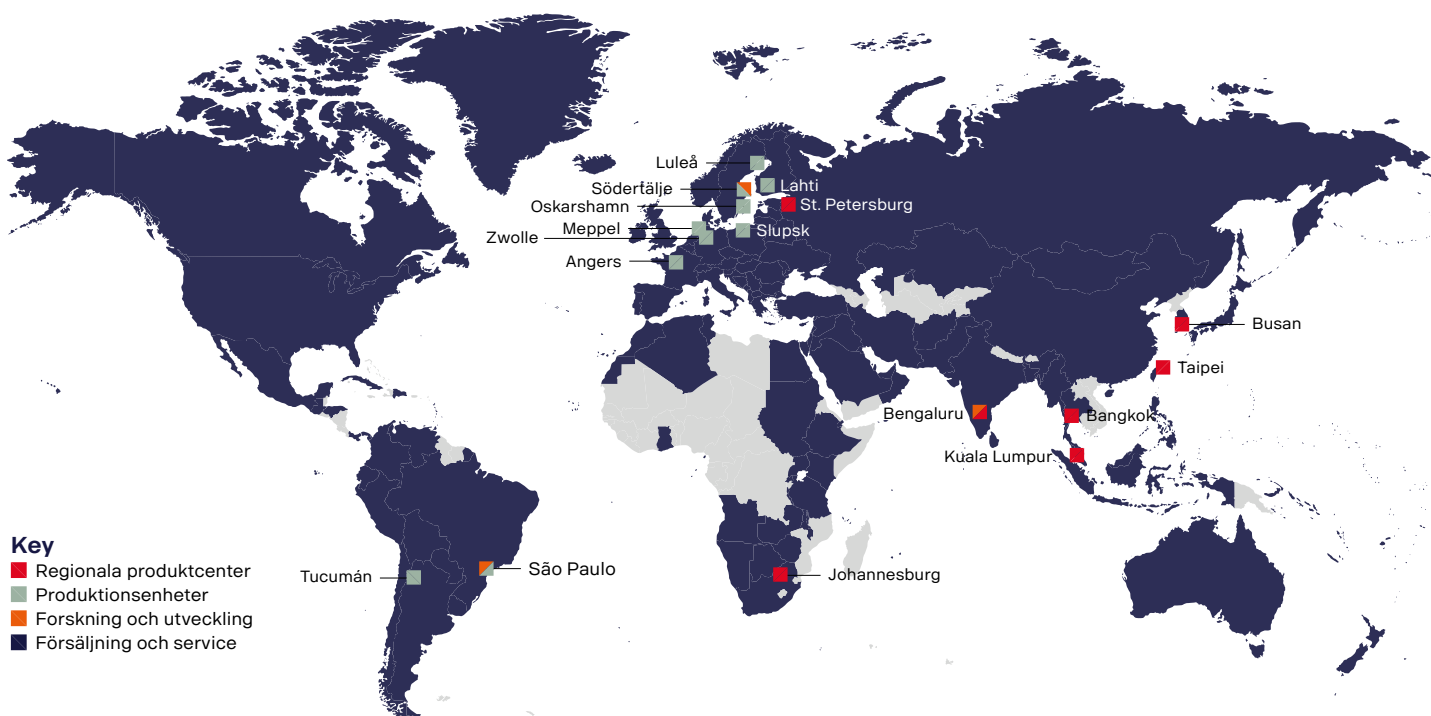 Luleå
Södertälje
Lahti
Oskarshamn
St. Petersburg
Meppel
Slupsk
Zwolle
Angers
Busan
Taipei
Bengaluru
Bangkok
Kuala Lumpur
Key
Regionala produktcenter
Produktionsenheter
Forskning och utveckling
Försäljning och service
Tucumán
São Paulo
Johannesburg